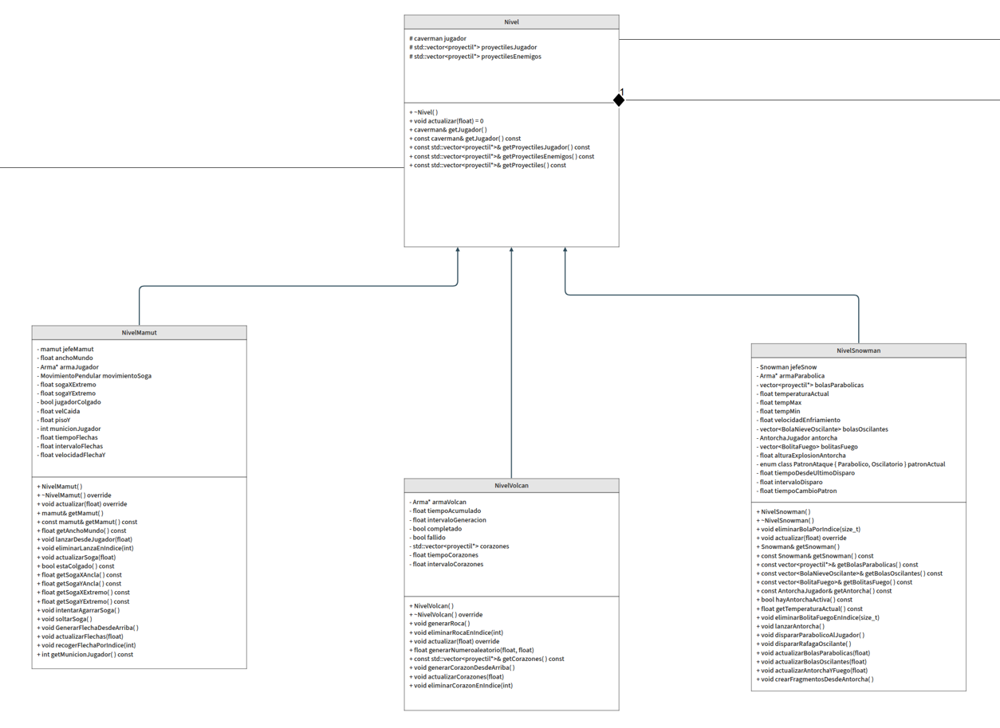 Nivel
# caverman jugador
# std::vector<proyectil*> proyectilesJugador
# std::vector<proyectil*> proyectilesEnemigos
1
+ ~Nivel( )
+ void actualizar(float) = 0
+ caverman& getJugador( )
+ const caverman& getJugador( ) const
+ const std::vector<proyectil*>& getProyectilesJugador( ) const
+ const std::vector<proyectil*>& getProyectilesEnemigos( ) const
+ const std::vector<proyectil*>& getProyectiles( ) const
NivelMamut
- mamut jefeMamut
- float anchoMundo
- Arma* armaJugador
- MovimientoPendular movimientoSoga
- float sogaXExtremo
- float sogaYExtremo
- bool jugadorColgado
- float velCaida
- float pisoY
- int municionJugador
- float tiempoFlechas
- float intervaloFlechas
- float velocidadFlechaY
+ NivelMamut( )
+ ~NivelMamut( ) override
+ void actualizar(float) override
+ mamut& getMamut( )
+ const mamut& getMamut( ) const
+ float getAnchoMundo( ) const
+ void lanzarDesdeJugador(float)
+ void eliminarLanzaEnIndice(int)
+ void actualizarSoga(float)
+ bool estaColgado( ) const
+ float getSogaXAncla( ) const
+ float getSogaYAncla( ) const
+ float getSogaXExtremo( ) const
+ float getSogaYExtremo( ) const
+ void intentarAgarrarSoga( )
+ void soltarSoga( )
+ void GenerarFlechaDesdeArriba( )
+ void actualizarFlechas(float)
+ void recogerFlechaPorIndice(int)
+ int getMunicionJugador( ) const
NivelVolcan
- Arma* armaVolcan
- float tiempoAcumulado
- float intervaloGeneracion
- bool completado
- bool fallido
- std::vector<proyectil*> corazones
- float tiempoCorazones
- float intervaloCorazones
+ NivelVolcan( )
+ ~NivelVolcan( ) override
+ void generarRoca( )
+ void eliminarRocaEnIndice(int)
+ void actualizar(float) override
+ float generarNumeroaleatorio(float, float)
+ const std::vector<proyectil*>& getCorazones( ) const
+ void generarCorazonDesdeArriba( )
+ void actualizarCorazones(float)
+ void eliminarCorazonEnIndice(int)
NivelSnowman
- Snowman jefeSnow
- Arma* armaParabolica
- vector<proyectil*> bolasParabolicas
- float temperaturaActual
- float tempMax
- float tempMin
- float velocidadEnfriamiento
- vector<BolaNieveOscilante> bolasOscilantes
- AntorchaJugador antorcha
- vector<BolitaFuego> bolitasFuego
- float alturaExplosionAntorcha
- enum class PatronAtaque { Parabolico, Oscilatorio } patronActual
- float tiempoDesdeUltimoDisparo
- float intervaloDisparo
- float tiempoCambioPatron
+ NivelSnowman( )
+ ~NivelSnowman( )
+ void eliminarBolaPorIndice(size_t)
+ void actualizar(float) override
+ Snowman& getSnowman( )
+ const Snowman& getSnowman( ) const
+ const vector<proyectil*>& getBolasParabolicas( ) const
+ const vector<BolaNieveOscilante>& getBolasOscilantes( ) const
+ const vector<BolitaFuego>& getBolitasFuego( ) const
+ const AntorchaJugador& getAntorcha( ) const
+ bool hayAntorchaActiva( ) const
+ float getTemperaturaActual( ) const
+ void eliminarBolitaFuegoEnIndice(size_t)
+ void lanzarAntorcha( )
+ void dispararParabolicoAlJugador( )
+ void dispararRafagaOscilante( )
+ void actualizarBolasParabolicas(float)
+ void actualizarBolasOscilantes(float)
+ void actualizarAntorchaYFuego(float)
+ void crearFragmentosDesdeAntorcha( )